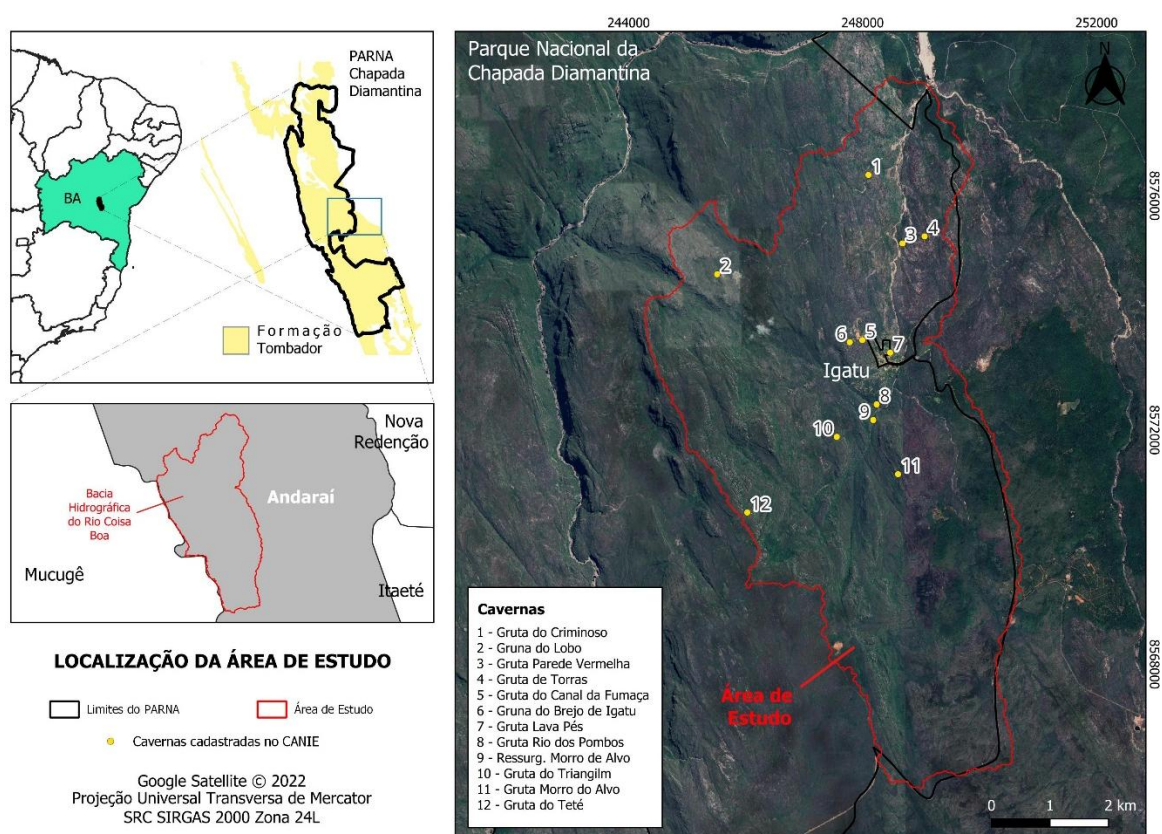 PARNA
Chapada
Diamantina
BA
Formação
Tombador
Nova
Redenção
Bacia
Hidrográfica
do Rio Coisa
Boa
Andaraí
Mucugê
Itaetê
LOCALIZAÇÃO DA ÁREA DE ESTUDO
Limites do PARNA
Área de Estudo
Cavernas cadastradas no CANIE
Google Satellite © 2022
Projeção Universal Transversa de Mercator
SRC SIRGAS 2000 Zona 24L
244000
248000
252000
Parque Nacional da
Chapada Diamantina
N
8576000
1
4
3
2
5
6
7
Igatu
8
9
8572000
10
11
12
8568000
Área de
Estudo
Cavernas
1 - Gruta do Criminoso
2 - Gruna do Lobo
3 - Gruta Parede Vermelha
4 - Gruta de Torras
5 - Gruta do Canal da Fumaça
6 - Gruna do Brejo de Igatu
7 - Gruta Lava Pés
8 - Gruta Rio dos Pombos
9 - Ressurg. Morro de Alvo
10 - Gruta do Triangilm
11 - Gruta Morro do Alvo
12 - Gruta do Teté
0 1 2 km